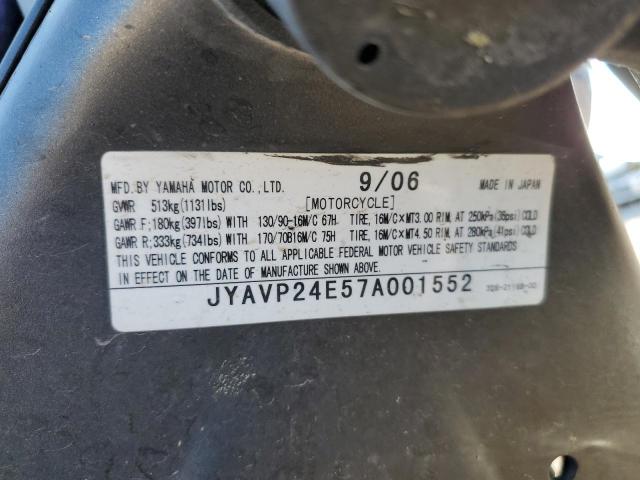 MFD.BY YAMAHA MOTOR CO.,LTD. 9/06 MADE IN JAPAN
GVWR 513kg(1131lbs) [MOTORCYCLE]
GAWR F;180kg(397lbs) WITH 130/90-16M/C 67H TIRE, 16M/C×MT3.00 RIM, AT 250kPa(36psi)COLD
GAWR R;333kg(734lbs) WITH 170/70B16M/C 75H TIRE, 16M/C×MT4.50 RIM, AT 280kPa(41psi)COLD
THIS VEHICLE CONFORMS TO ALL APPLICABLE FEDERAL MOTOR VEHICLE SAFETY STANDARDS
IN EFFECT ON THE DATE OF MANUFACTURE SHOWN ABOVE.
JYAVP24E57A001552